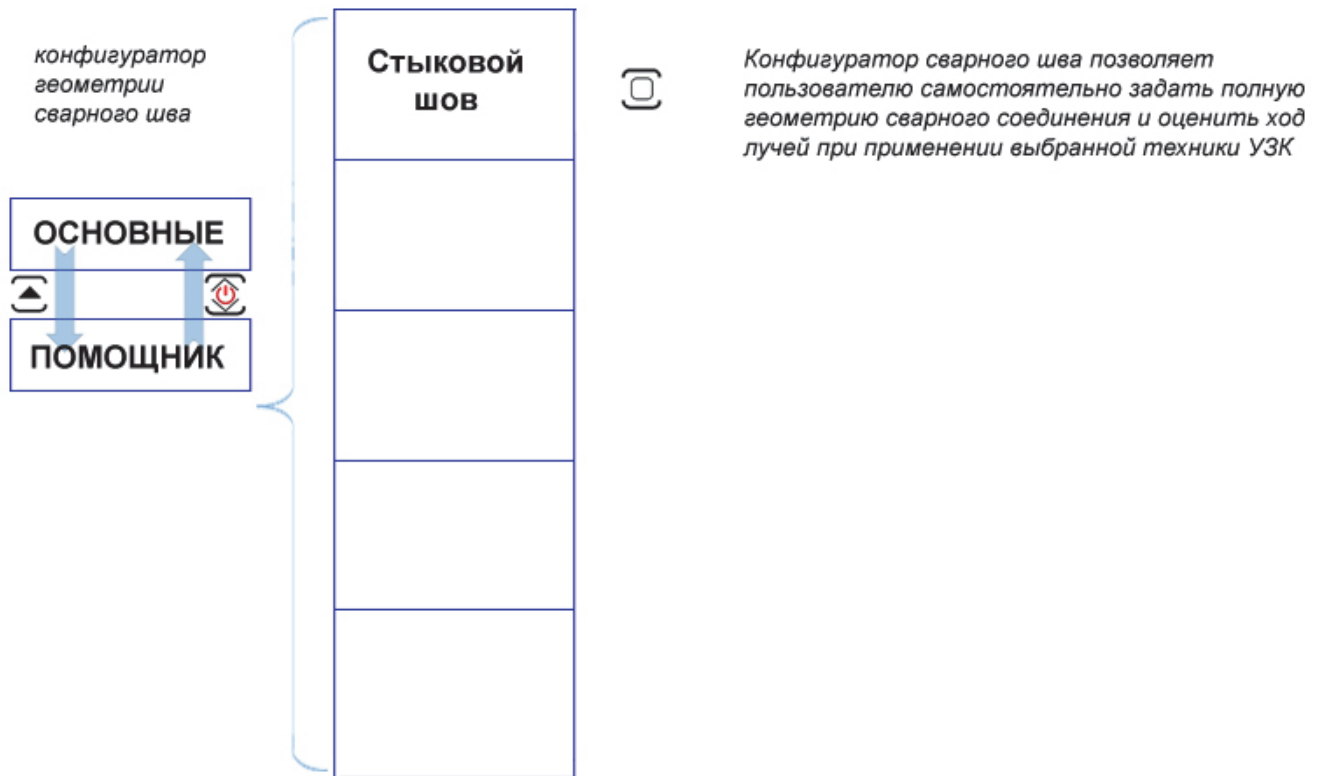 конфигуратор
геометрии
сварного шва
ОСНОВНЫЕ
ПОМОЩНИК
Стыковой
шов
Конфигуратор сварного шва позволяет
пользователю самостоятельно задать полную
геометрию сварного соединения и оценить ход
лучей при применении выбранной техники УЗК